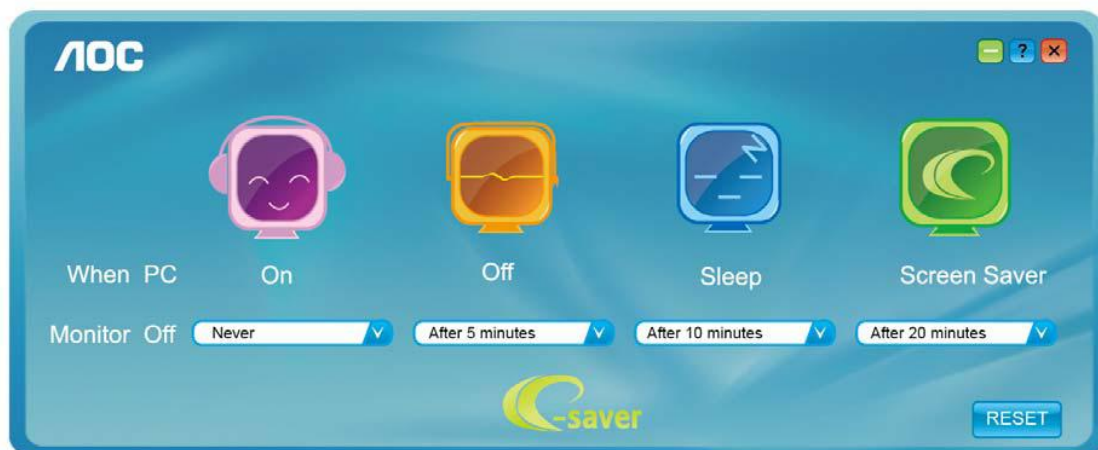 AOC
?
When PC On Off Sleep Screen Saver
Monitor Off Never After 5 minutes After 10 minutes After 20 minutes
e-saver
RESET